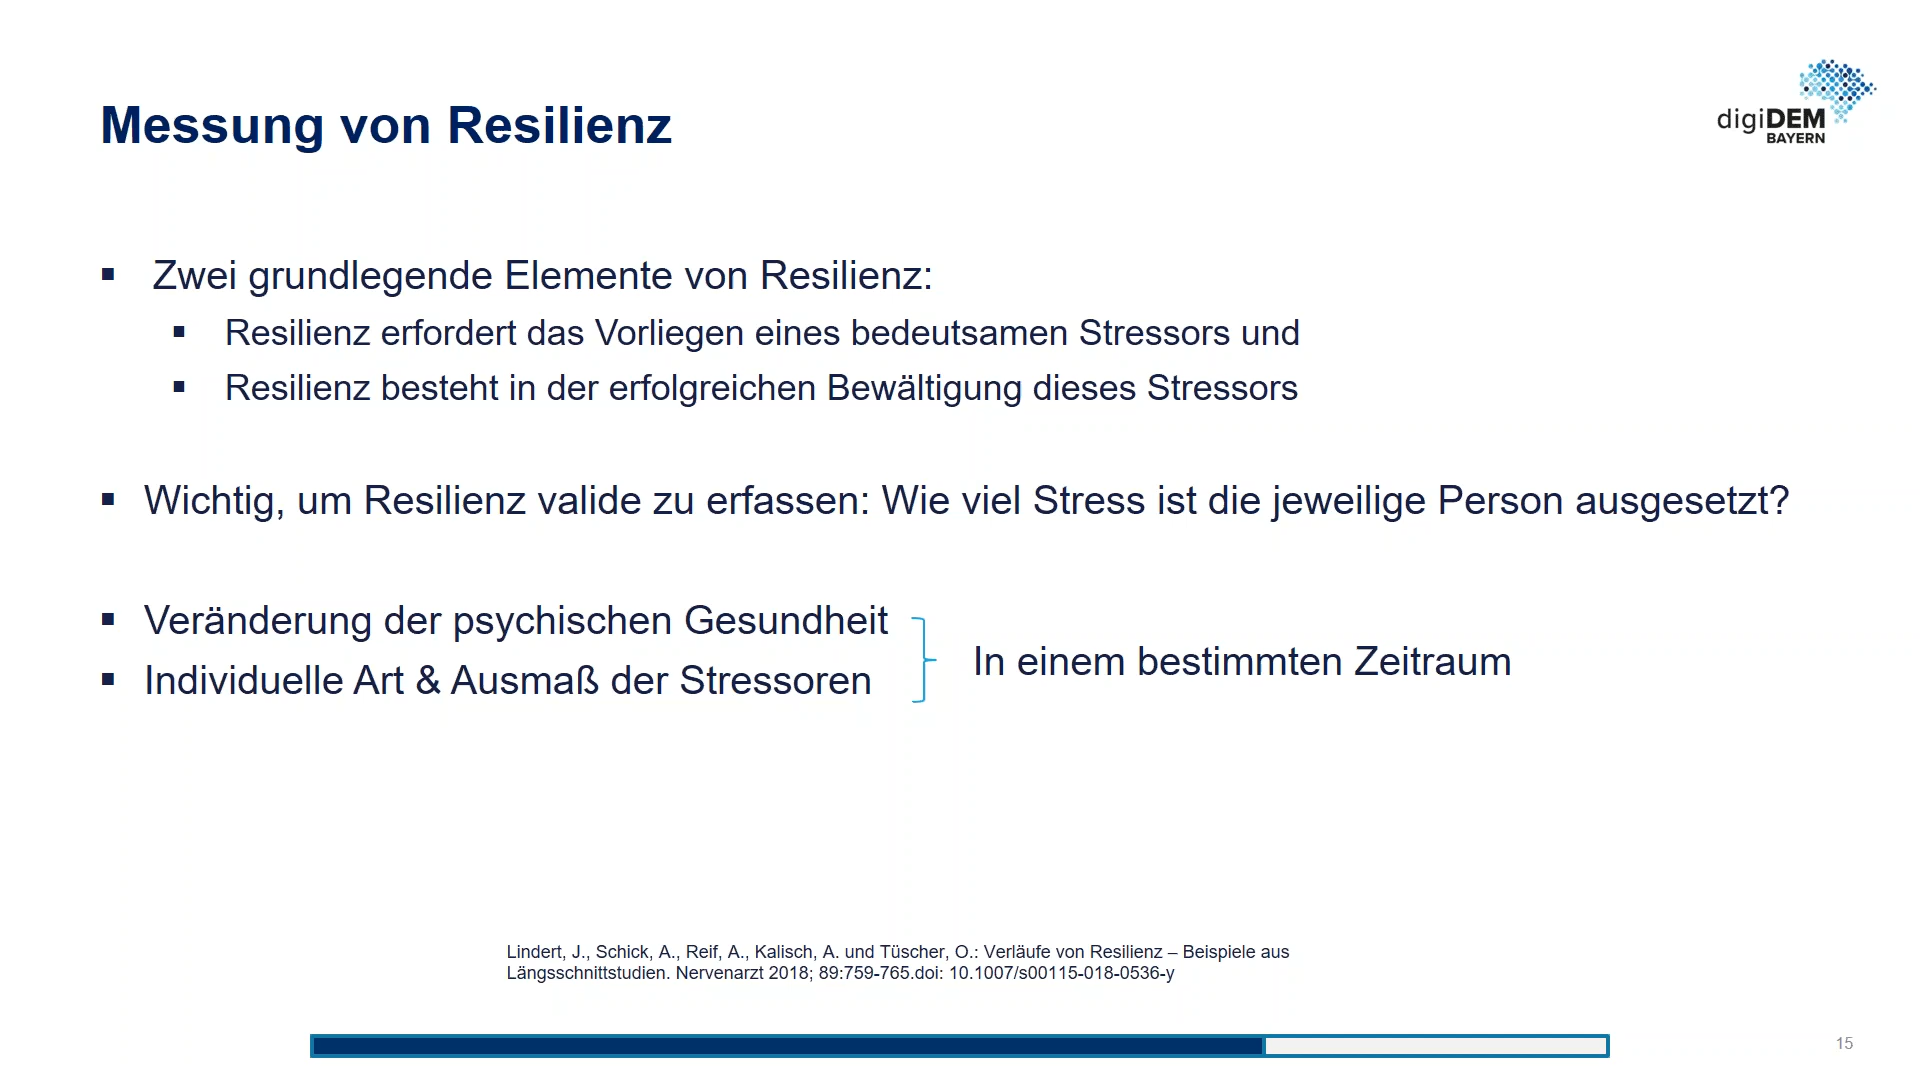 Messung von Resilienz
digiDEM
BAYERN
▪ Zwei grundlegende Elemente von Resilienz:
▪ Resilienz erfordert das Vorliegen eines bedeutsamen Stressors und
▪ Resilienz besteht in der erfolgreichen Bewältigung dieses Stressors
▪ Wichtig, um Resilienz valide zu erfassen: Wie viel Stress ist die jeweilige Person ausgesetzt?
▪ Veränderung der psychischen Gesundheit
▪ Individuelle Art & Ausmaß der Stressoren
In einem bestimmten Zeitraum
Lindert, J., Schick, A., Reif, A., Kalisch, A. und Tüscher, O.: Verläufe von Resilienz – Beispiele aus
Längsschnittstudien. Nervenarzt 2018; 89:759-765.doi: 10.1007/s00115-018-0536-y
15